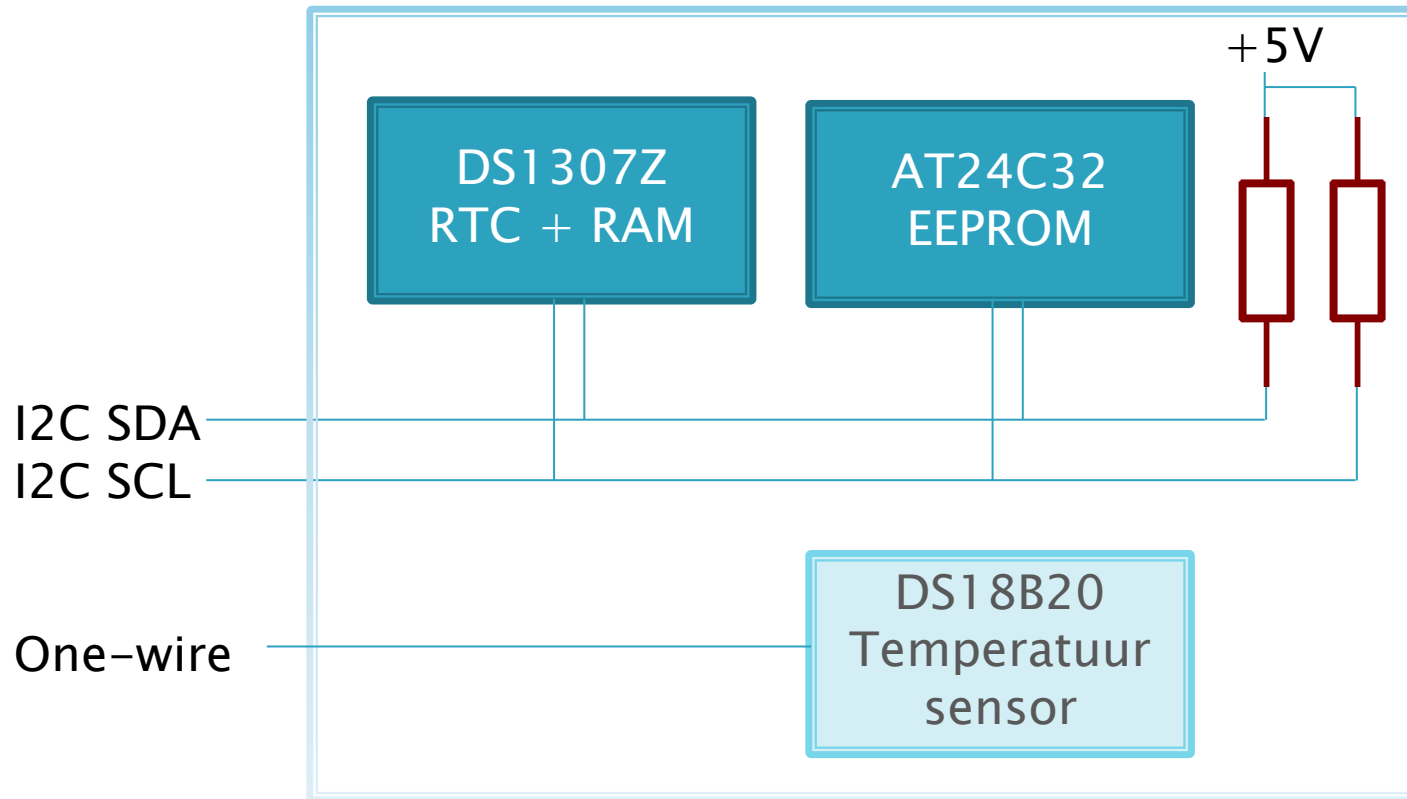 +5V
DS1307Z
RTC + RAM
AT24C32
EEPROM
I2C SDA
I2C SCL
One-wire
DS18B20
Temperatuur
sensor